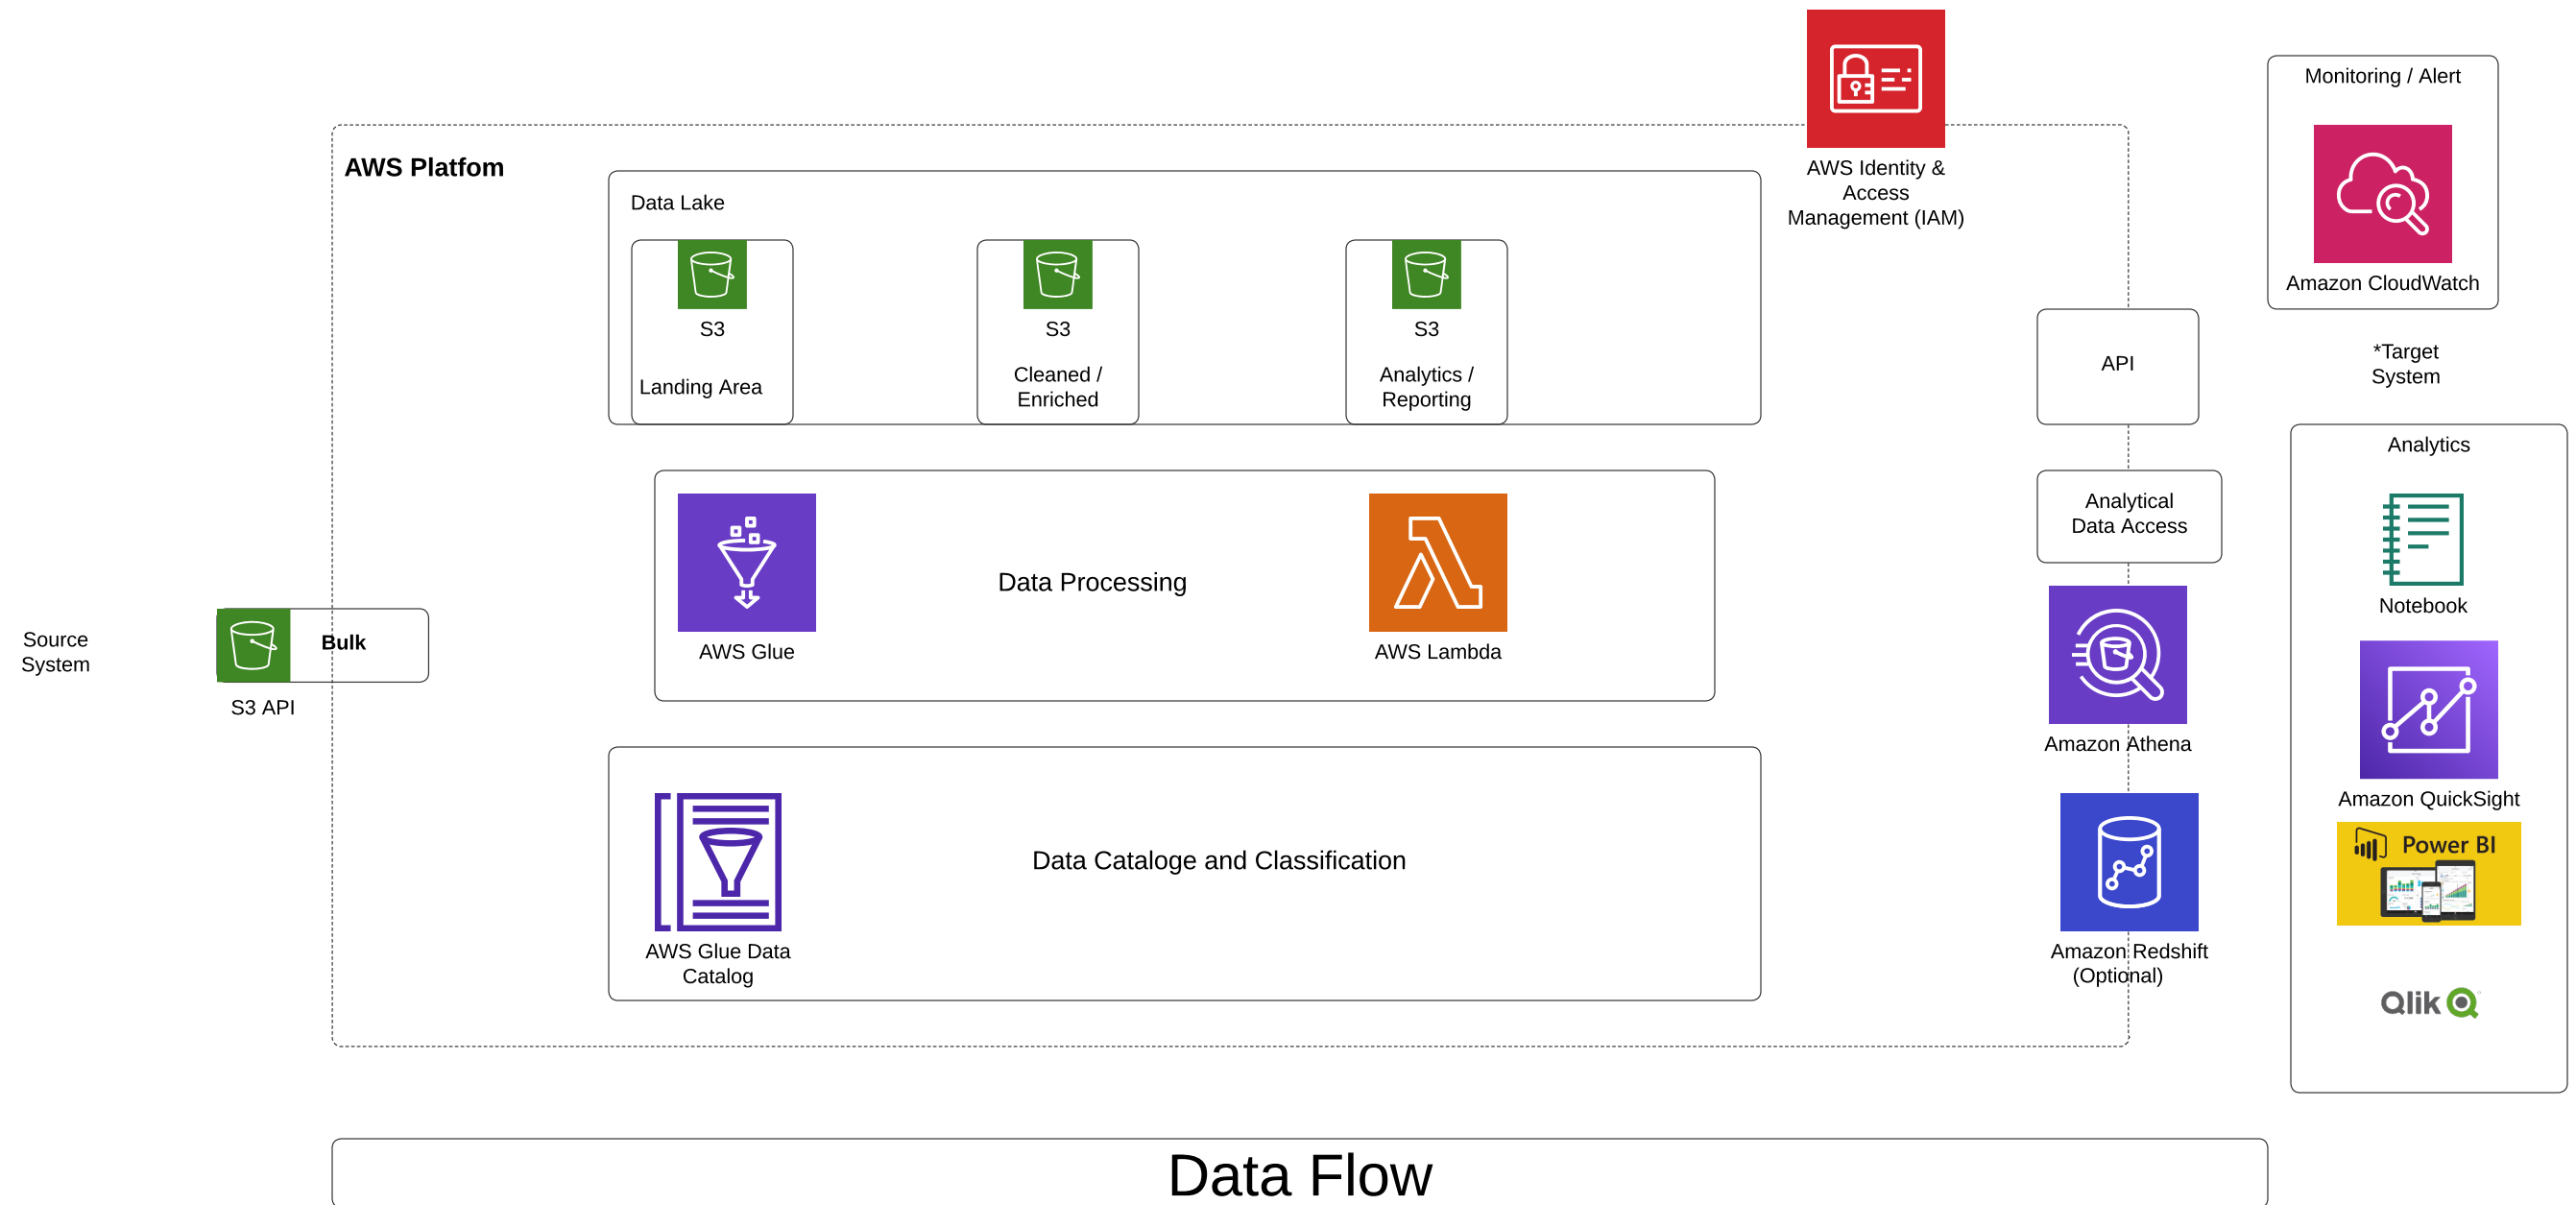 AWS Identity &
Access
Management (IAM)
Monitoring / Alert
Amazon CloudWatch
AWS Platfom
Data Lake
S3
Landing Area
S3
Cleaned /
Enriched
S3
Analytics /
Reporting
API
*Target
System
Analytical
Data Access
Analytics
Notebook
AWS Glue
Data Processing
AWS Lambda
Source
System
Bulk
S3 API
Amazon Athena
Amazon QuickSight
Power BI
AWS Glue Data
Catalog
Data Cataloge and Classification
Amazon Redshift
(Optional)
Qlik
Data Flow